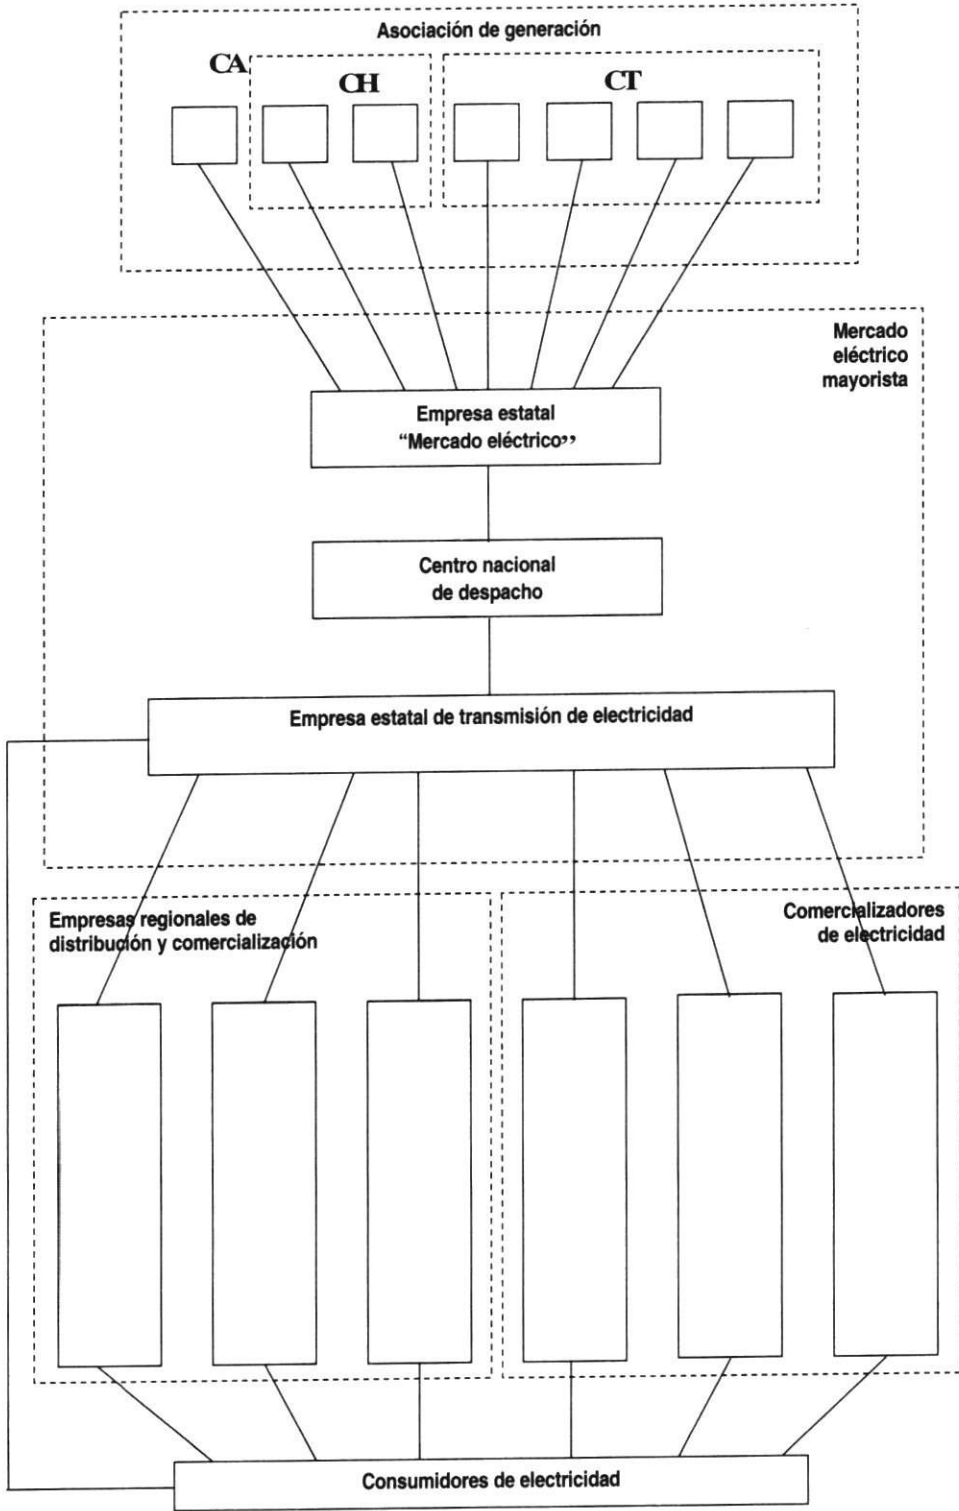 Asociación de generación
CA
CH
CT
Mercado
eléctrico
mayorista
Empresa estatal
“Mercado eléctrico”
Centro nacional
de despacho
Empresa estatal de transmisión de electricidad
Empresas regionales de
distribución y comercialización
Comercializadores
de electricidad
Consumidores de electricidad